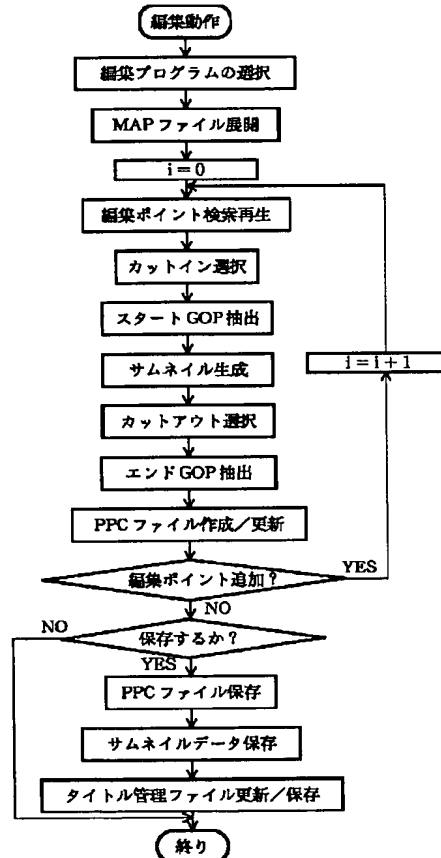 編集動作
編集プログラムの選択
MAPファイル展開
i=0
編集ポイント検索再生
カットイン選択
スタートGOP抽出
サムネイル生成
i=i+1
カットアウト選択
エンドGOP抽出
PPCファイル作成/更新
YES
編集ポイント追加?
NO
NO
保存するか?
YES
PPCファイル保存
サムネイルデータ保存
タイトル管理ファイル更新/保存
終り